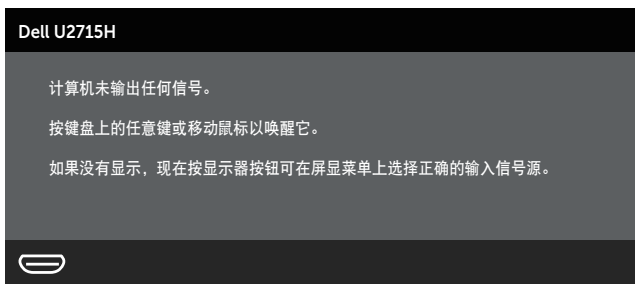 Dell U2715H
计算机未输出任何信号。
按键盘上的任意键或移动鼠标以唤醒它。
如果没有显示，现在按显示器按钮可在屏显菜单上选择正确的输入信号源。